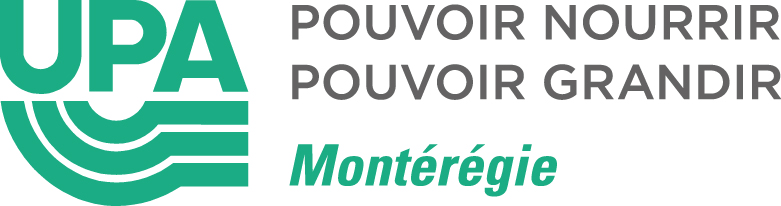 UPA
POUVOIR NOURRIR
POUVOIR GRANDIR
Montérégie